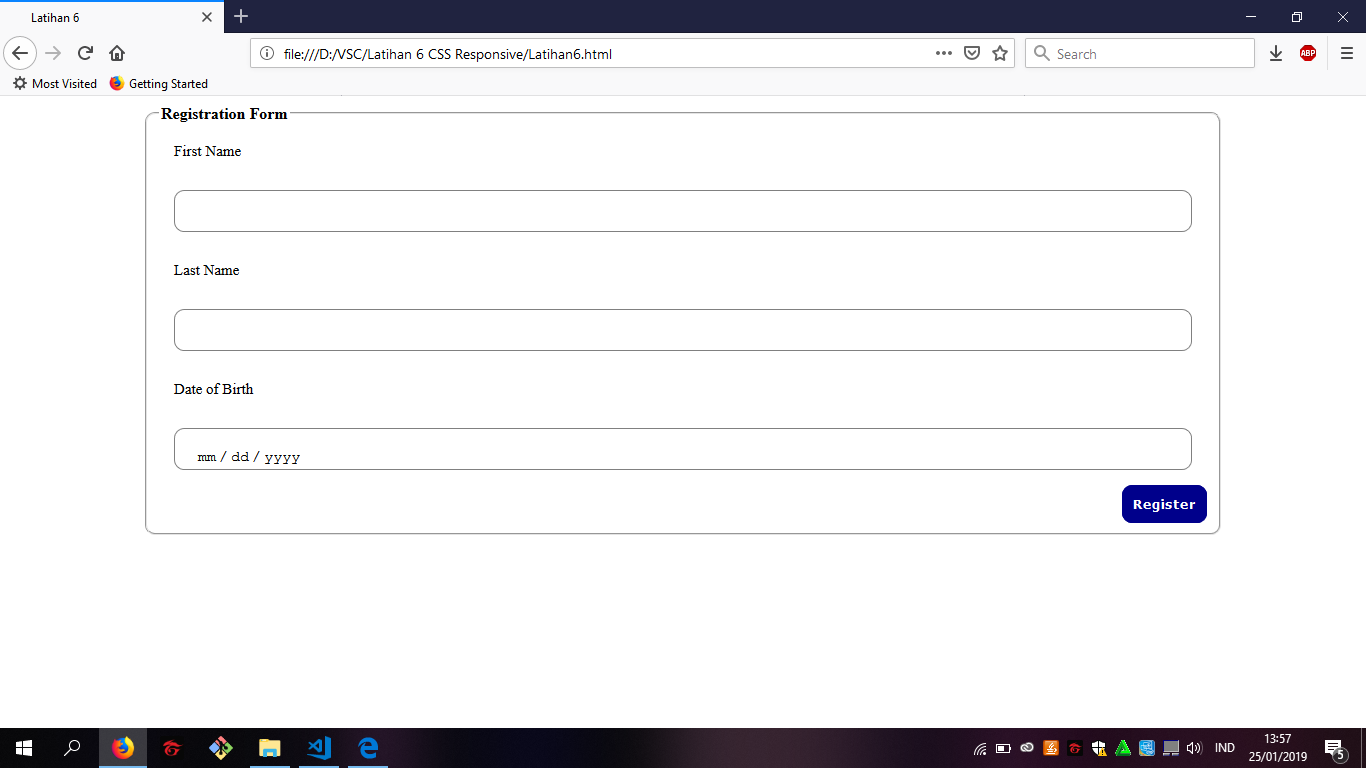 Latihan 6
file:///D:/VSC/Latihan 6 CSS Responsive/Latihan6.html
Search
ABP
Most Visited
Getting Started
Registration Form
First Name
Last Name
Date of Birth
mm / dd / yyyy
Register
IND
13:57
25/01/2019
5